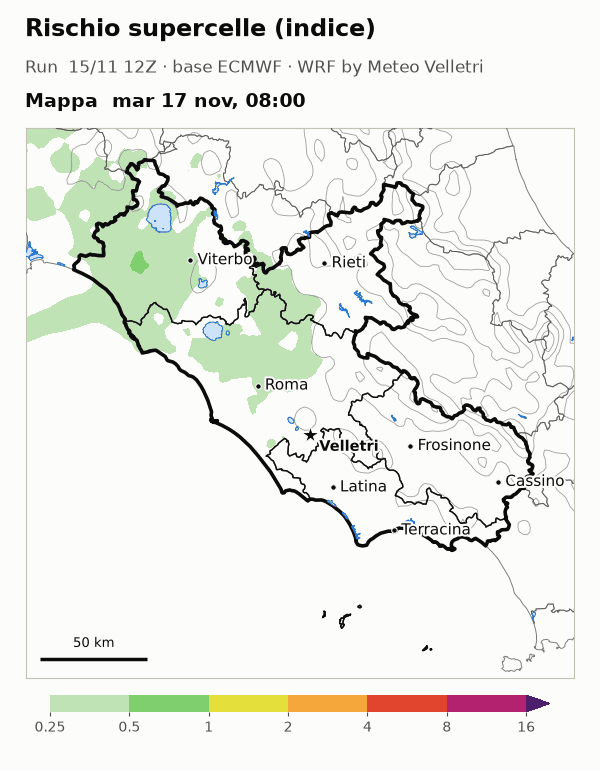 Rischio supercelle (indice)
Run  15/11 12Z · base ECMWF · WRF by Meteo Velletri
Mappa  mar 17 nov, 08:00
Viterbo
Rieti
Roma
Velletri
Frosinone
Cassino
Latina
Terracina
50 km
0.25 0.5 1 2 4 8 16